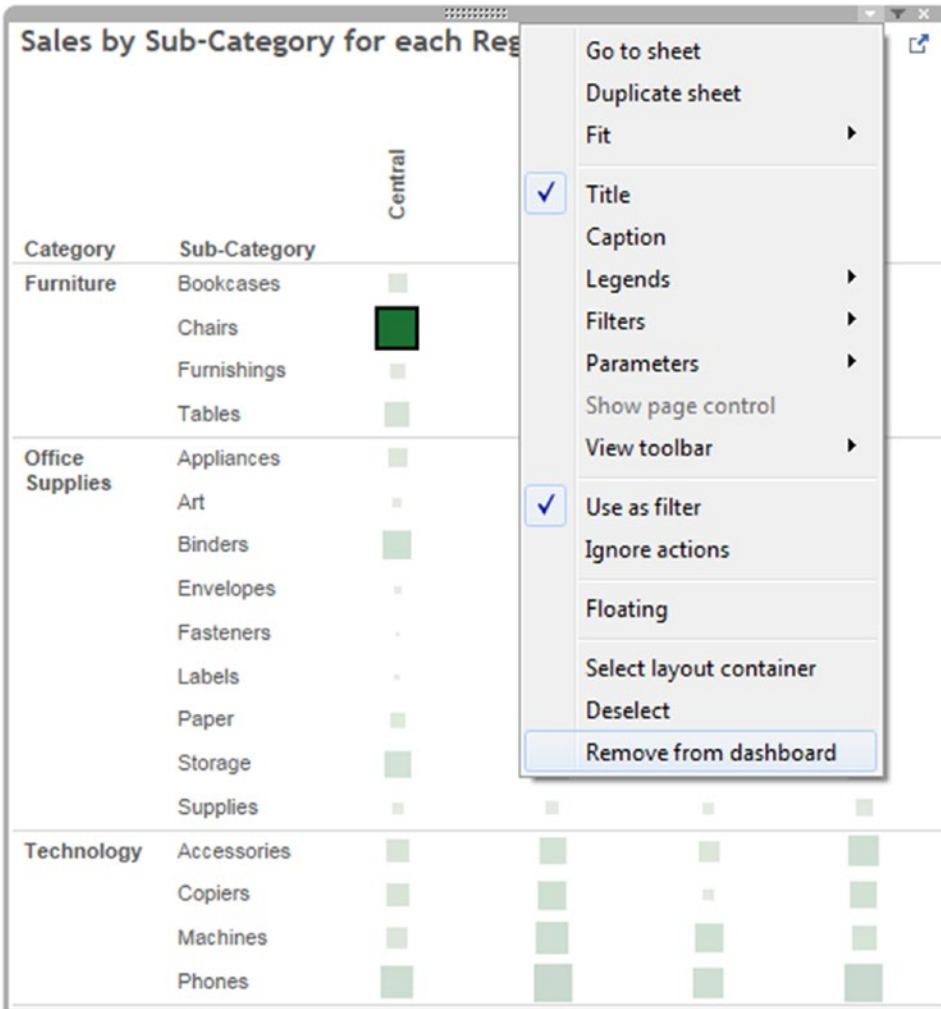 Sales by Sub-Category for each Reg
Go to sheet
Duplicate sheet
Fit
Title
Caption
Legends
Filters
Parameters
Show page control
View toolbar
Use as filter
Ignore actions
Floating
Select layout container
Deselect
Remove from dashboard
Central
Category Sub-Category
Furniture Bookcases
Chairs
Furnishings
Tables
Office Supplies Appliances
Art
Binders
Envelopes
Fasteners
Labels
Paper
Storage
Supplies
Technology Accessories
Copiers
Machines
Phones